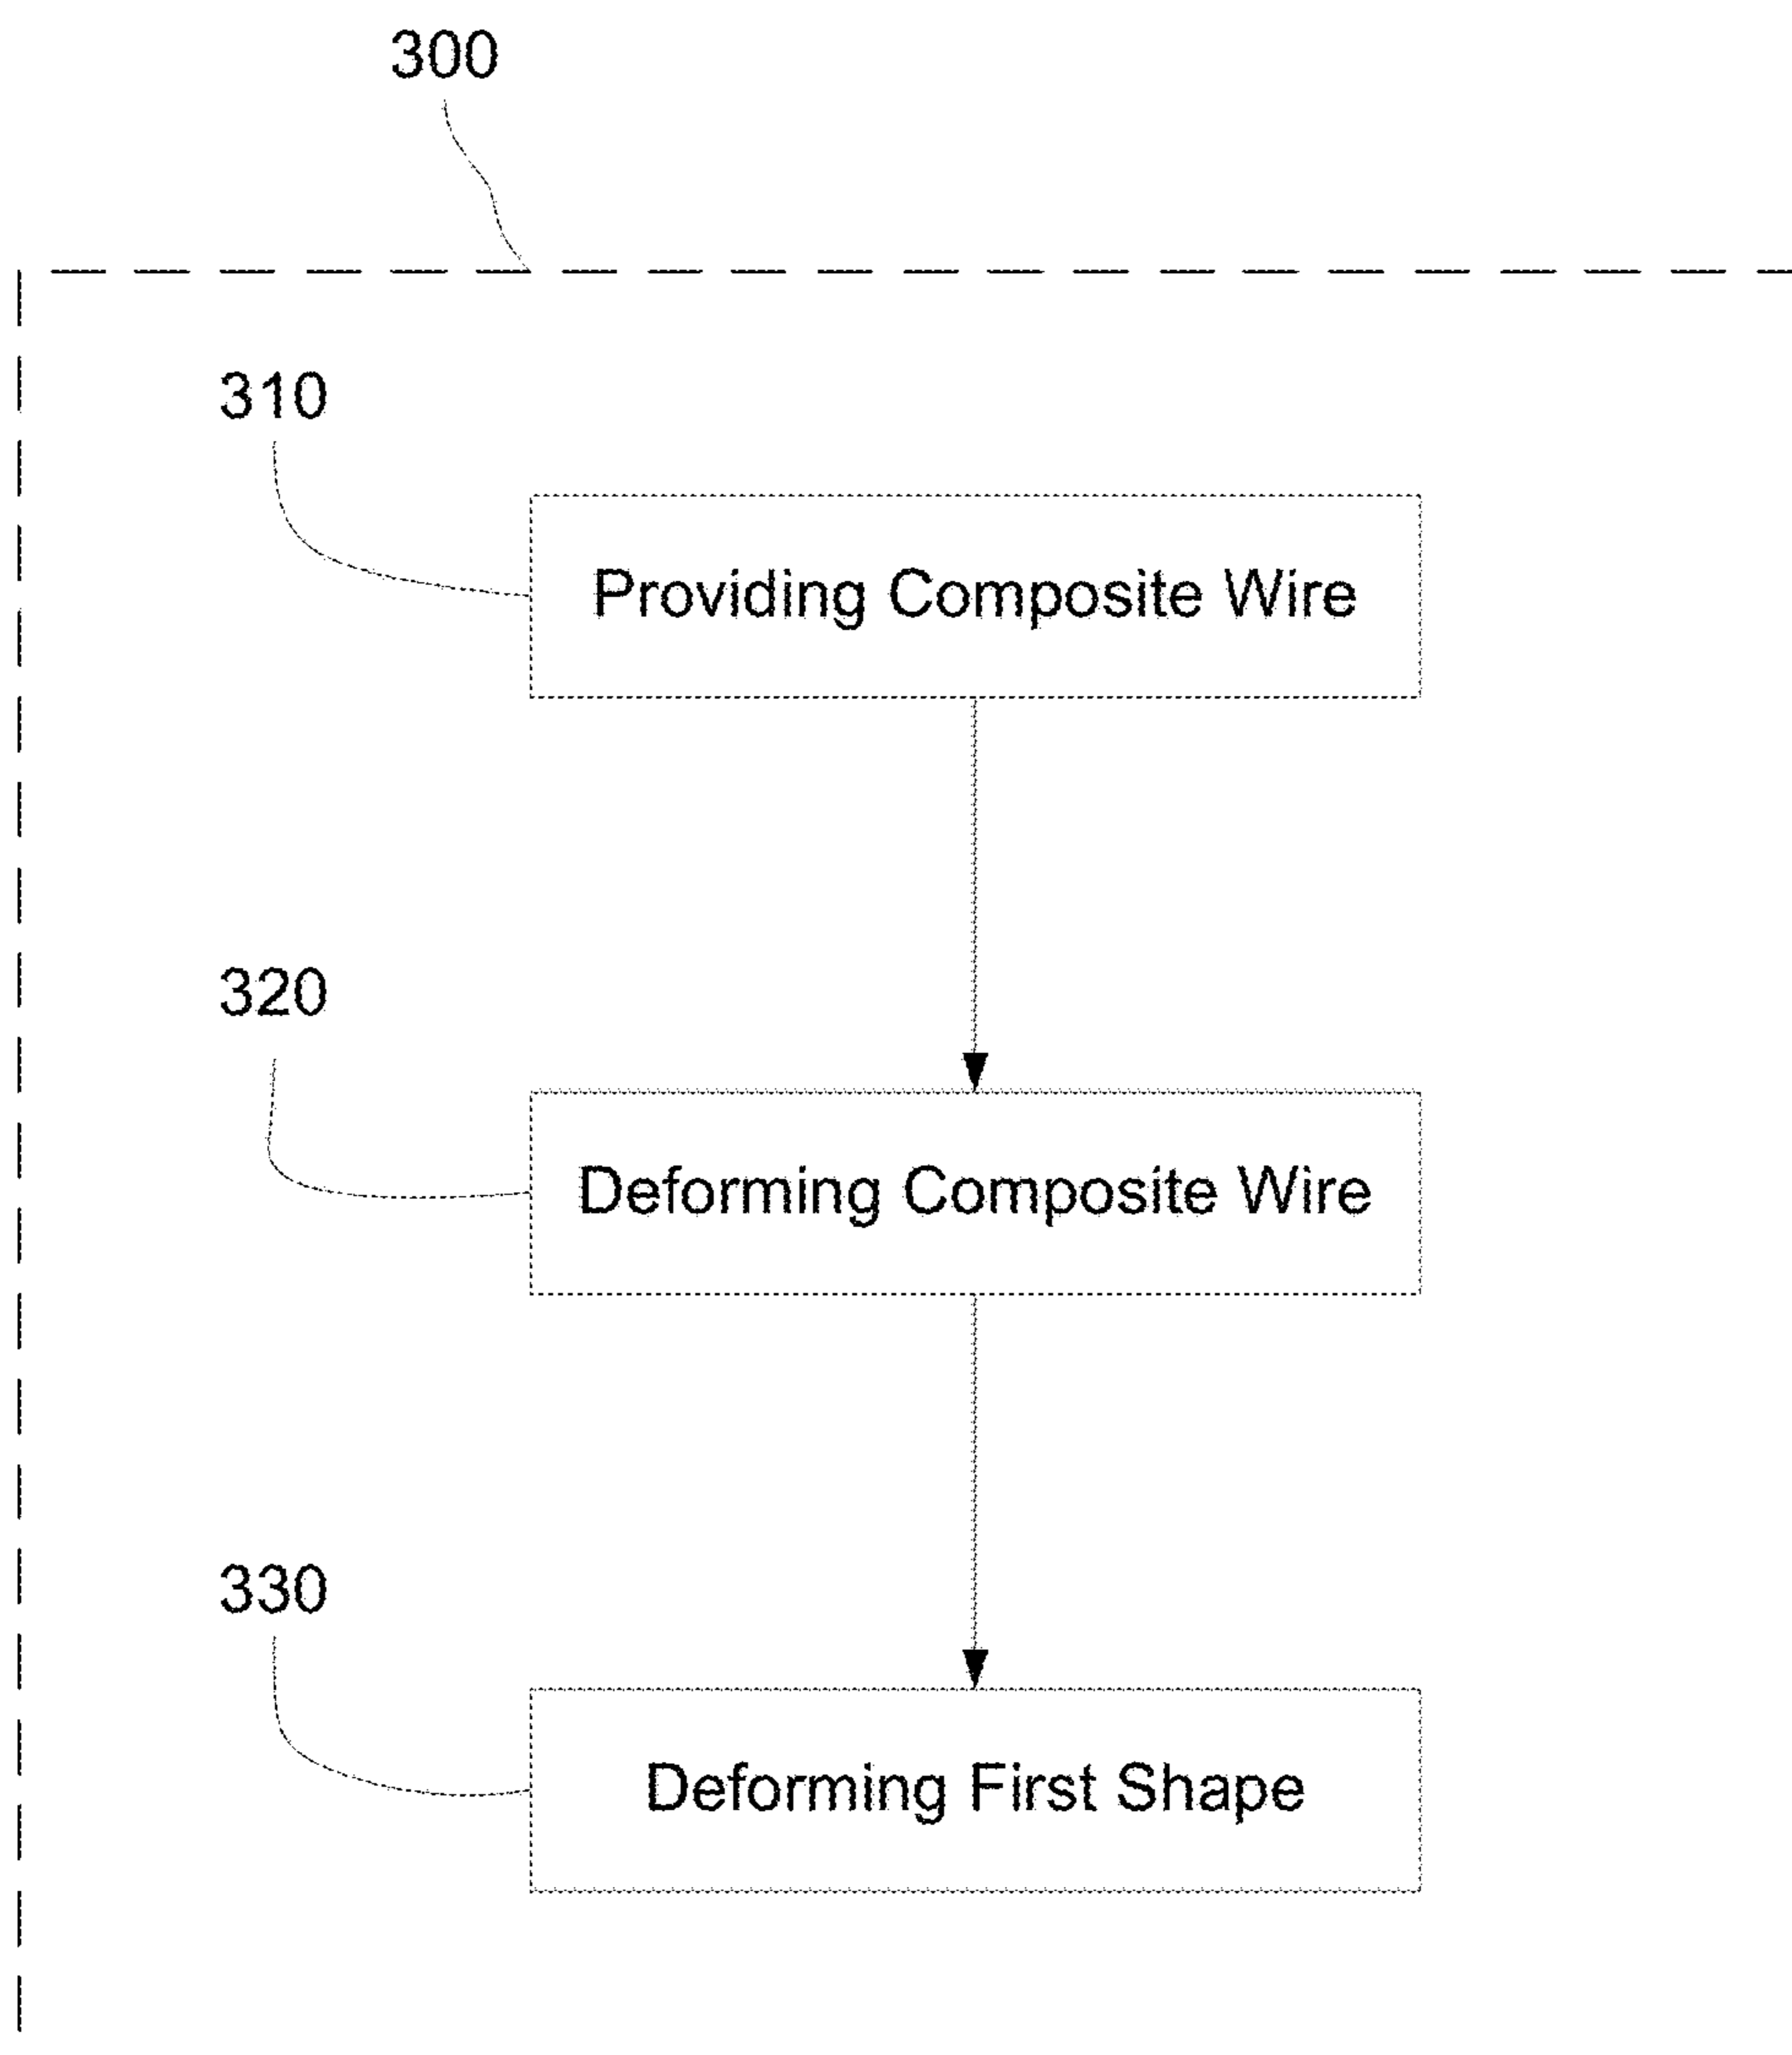 300
310
Providing Composite Wire
320
Deforming Composite Wire
330
Deforming First Shape